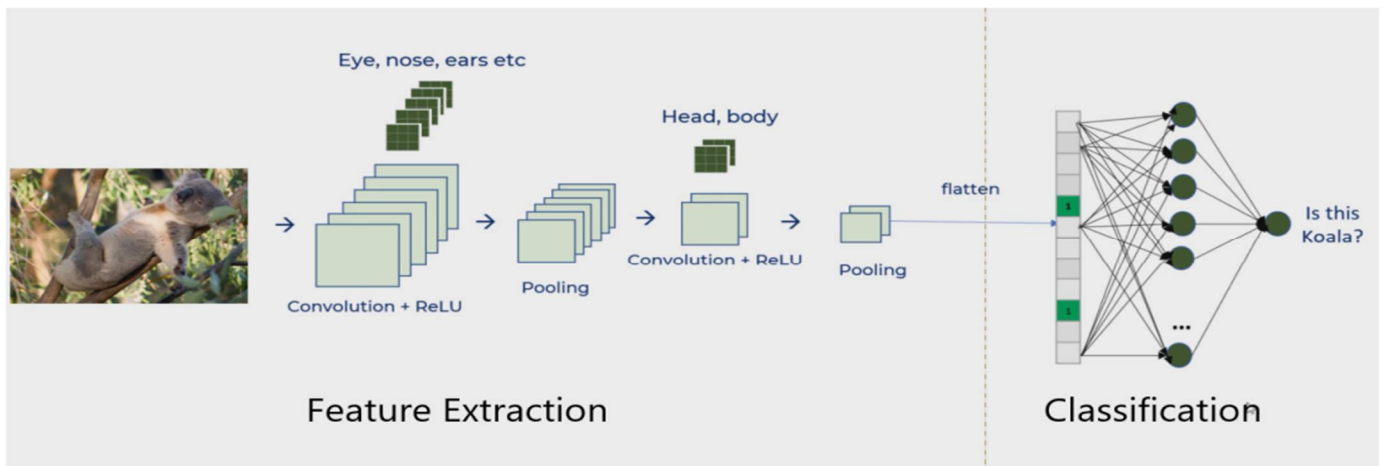 Eye, nose, ears etc
Head, body
flatten
1
Is this
Koala?
Convolution + ReLU
Pooling
Convolution + ReLU
Pooling
1
...
Feature Extraction
Classification